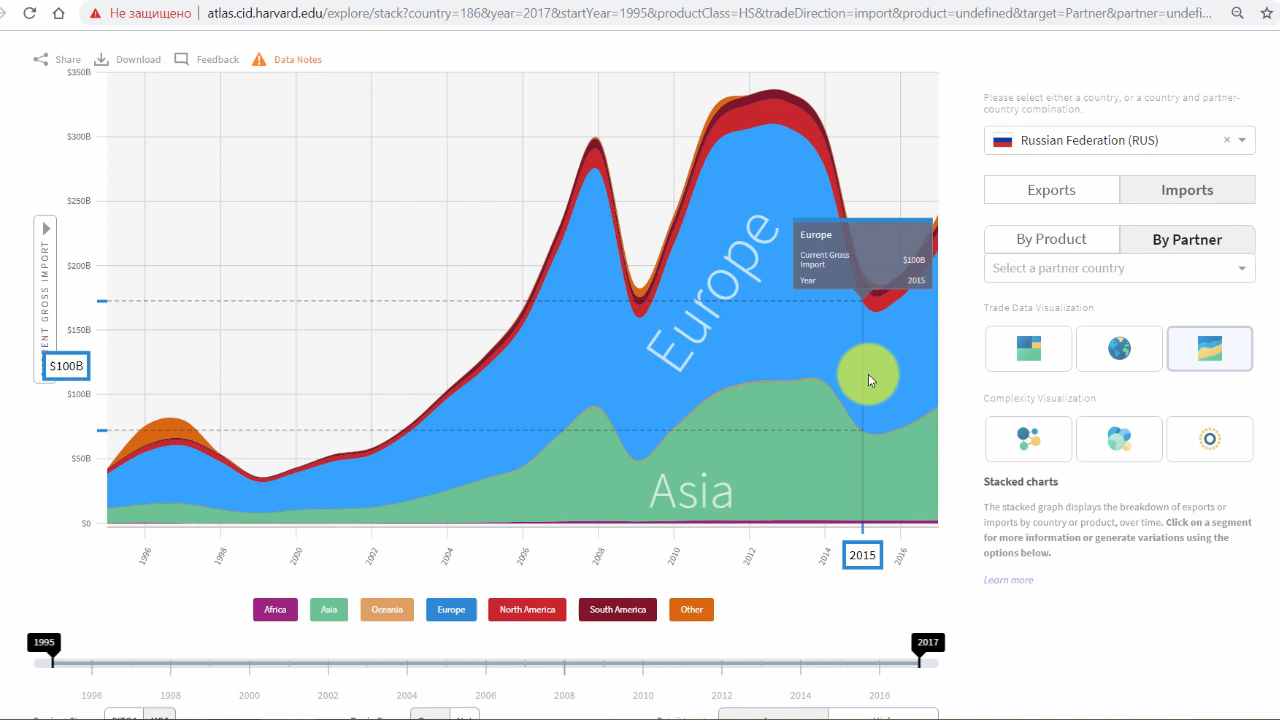 Не защищено atlas.cid.harvard.edu/explore/stack?country=186&year=2017&startYear=1995&productClass=HS&tradeDirection=import&product=undefined&target=Partner&partner=undefi...
Share Download Feedback Data Notes
$350B
$300B
$250B
$200B
$150B
$100B
$50B
$0
$100B
Europe
Asia
Europe
Current Gross
Import
$100B
Year 2015
1996 1998 2000 2002 2004 2006 2008 2010 2012 2014 2015 2016
Africa Asia Oceania Europe North America South America Other
1995 2017
1996 1998 2000 2002 2004 2006 2008 2010 2012 2014 2016
Please select either a country, or a country and partner-
country combination.
Russian Federation (RUS)
Exports Imports
By Product By Partner
Select a partner country
Trade Data Visualization
Complexity Visualization
Stacked charts
The stacked graph displays the breakdown of exports or
imports by country or product, over time. Click on a segment
for more information or generate variations using the
options below.
Learn more